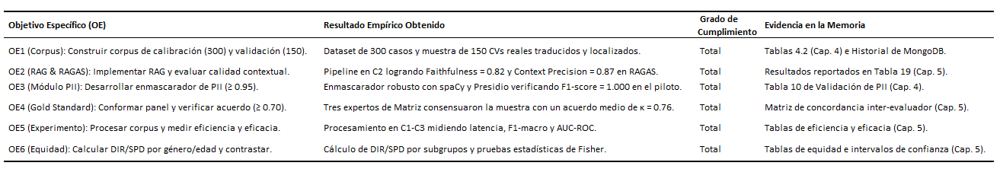 Objetivo Específico (OE) Resultado Empírico Obtenido Grado de Cumplimiento Evidencia en la Memoria
OE1 (Corpus): Construir corpus de calibración (300) y validación (150). Dataset de 300 casos y muestra de 150 CVs reales traducidos y localizados. Total Tablas 4.2 (Cap. 4) e Historial de MongoDB.
OE2 (RAG & RAGAS): Implementar RAG y evaluar calidad contextual. Pipeline en C2 logrando Faithfulness = 0.82 y Context Precision = 0.87 en RAGAS. Total Resultados reportados en Tabla 19 (Cap. 5).
OE3 (Módulo PII): Desarrollar enmascarador de PII (≥ 0.95). Enmascarador robusto con spaCy y Presidio verificando F1-score = 1.000 en el piloto. Total Tabla 10 de Validación de PII (Cap. 4).
OE4 (Gold Standard): Conformar panel y verificar acuerdo (≥ 0.70). Tres expertos de Matriz consensuaron la muestra con un acuerdo medio de κ = 0.76. Total Matriz de concordancia inter-evaluador (Cap. 5).
OE5 (Experimento): Procesar corpus y medir eficiencia y eficacia. Procesamiento en C1-C3 midiendo latencia, F1-macro y AUC-ROC. Total Tablas de eficiencia y eficacia (Cap. 5).
OE6 (Equidad): Calcular DIR/SPD por género/edad y contrastar. Cálculo de DIR/SPD por subgrupos y pruebas estadísticas de Fisher. Total Tablas de equidad e intervalos de confianza (Cap. 5).